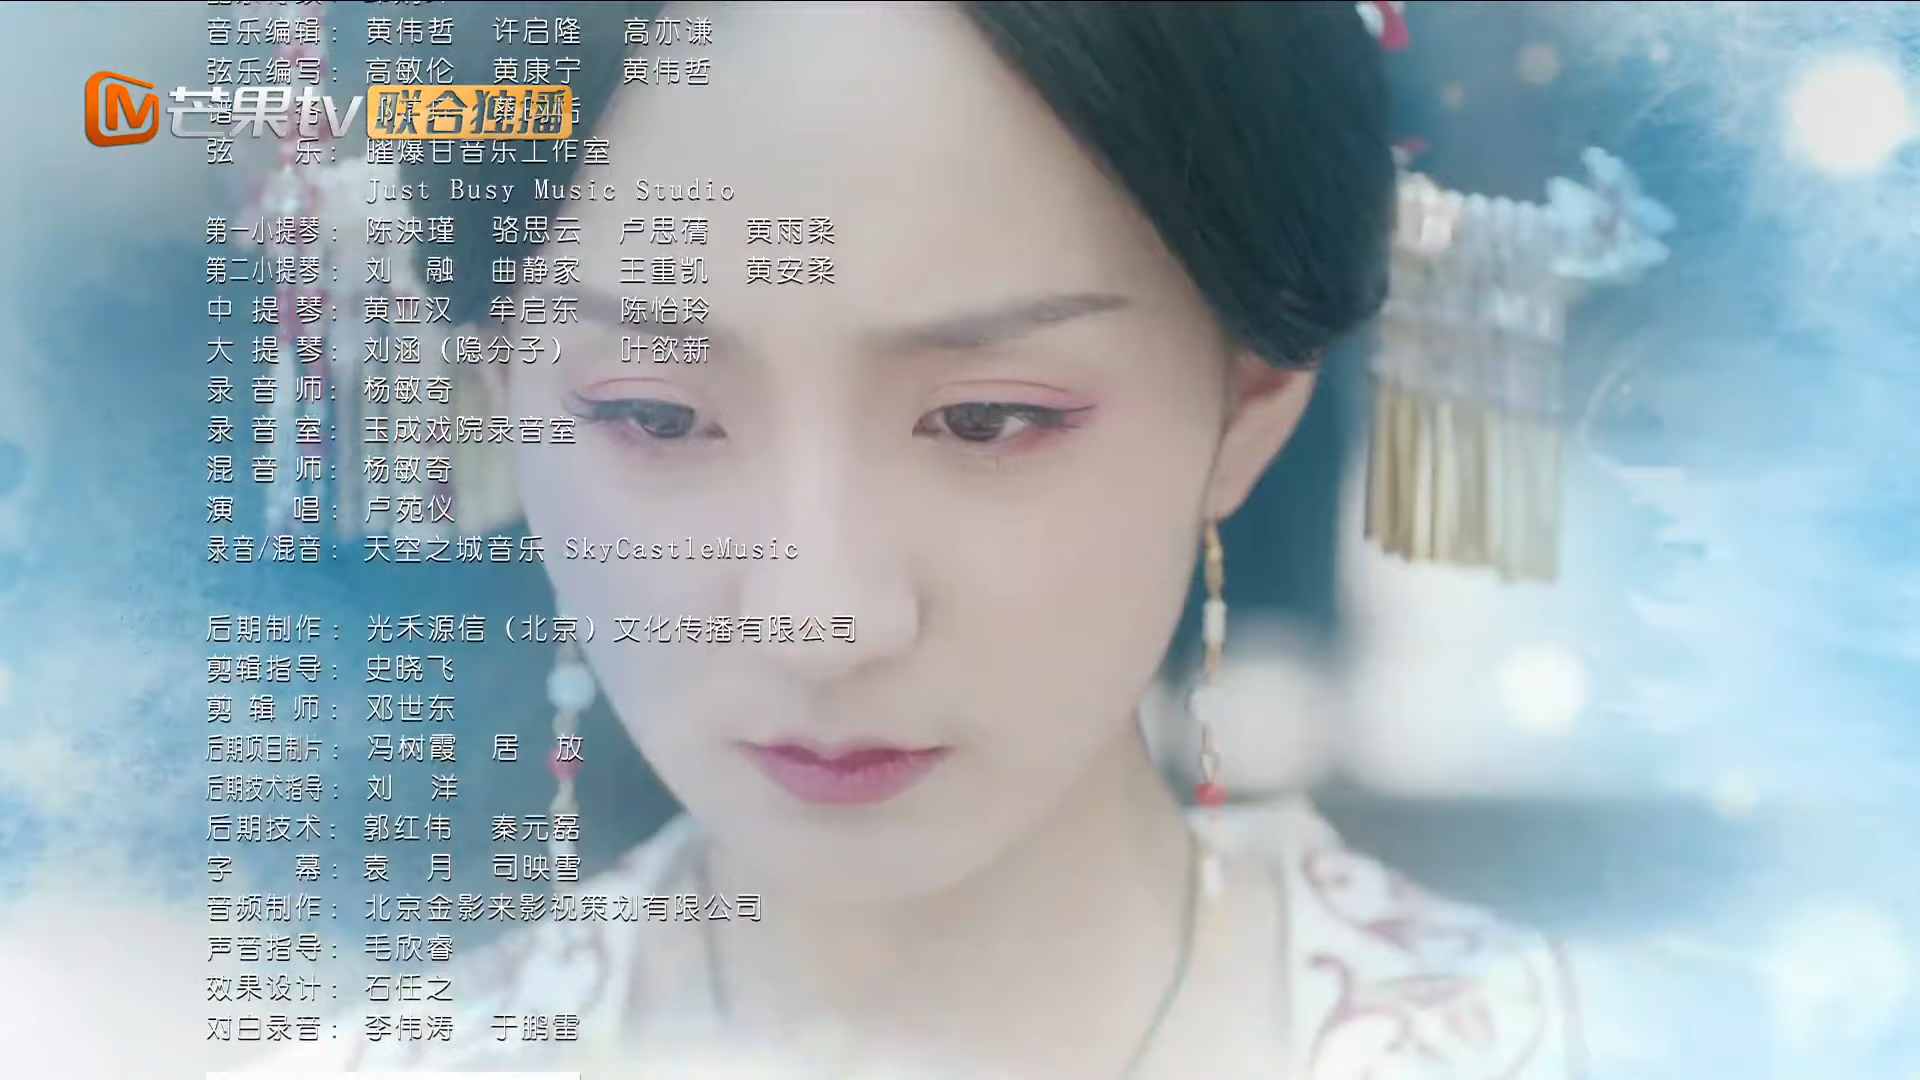 音乐编辑：黄伟哲 许启隆 高亦谦
弦乐编写：高敏伦 黄康宁 黄伟哲
芒果tv 联合独播
弦 乐：曜爆甘音乐工作室
Just Busy Music Studio
第一小提琴：陈泱瑾 骆思云 卢思蒨 黄雨柔
第二小提琴：刘 融 曲静家 王重凯 黄安柔
中提琴：黄亚汉 牟启东 陈怡玲
大提琴：刘涵（隐分子） 叶欲新
录音师：杨敏奇
录音室：玉成戏院录音室
混音师：杨敏奇
演 唱：卢苑仪
录音/混音：天空之城音乐 SkyCastleMusic
后期制作：光禾源信（北京）文化传播有限公司
剪辑指导：史晓飞
剪辑师：邓世东
后期项目制片：冯树霞 居 放
后期技术指导：刘 洋
后期技术：郭红伟 秦元磊
字 幕：袁 月 司映雪
音频制作：北京金影来影视策划有限公司
声音指导：毛欣睿
效果设计：石任之
对白录音：李伟涛 于鹏雷